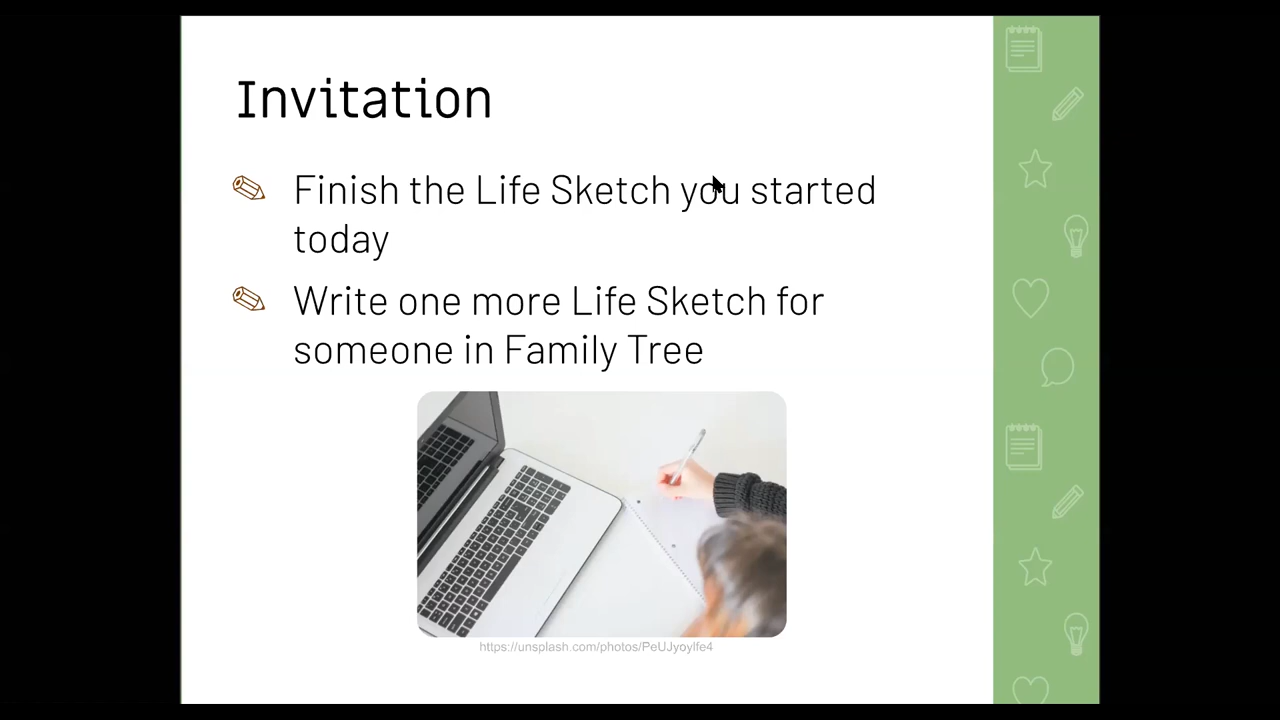 Invitation
Finish the Life Sketch you started
today
Write one more Life Sketch for
someone in Family Tree
https://unsplash.com/photos/PeUJyoylfe4